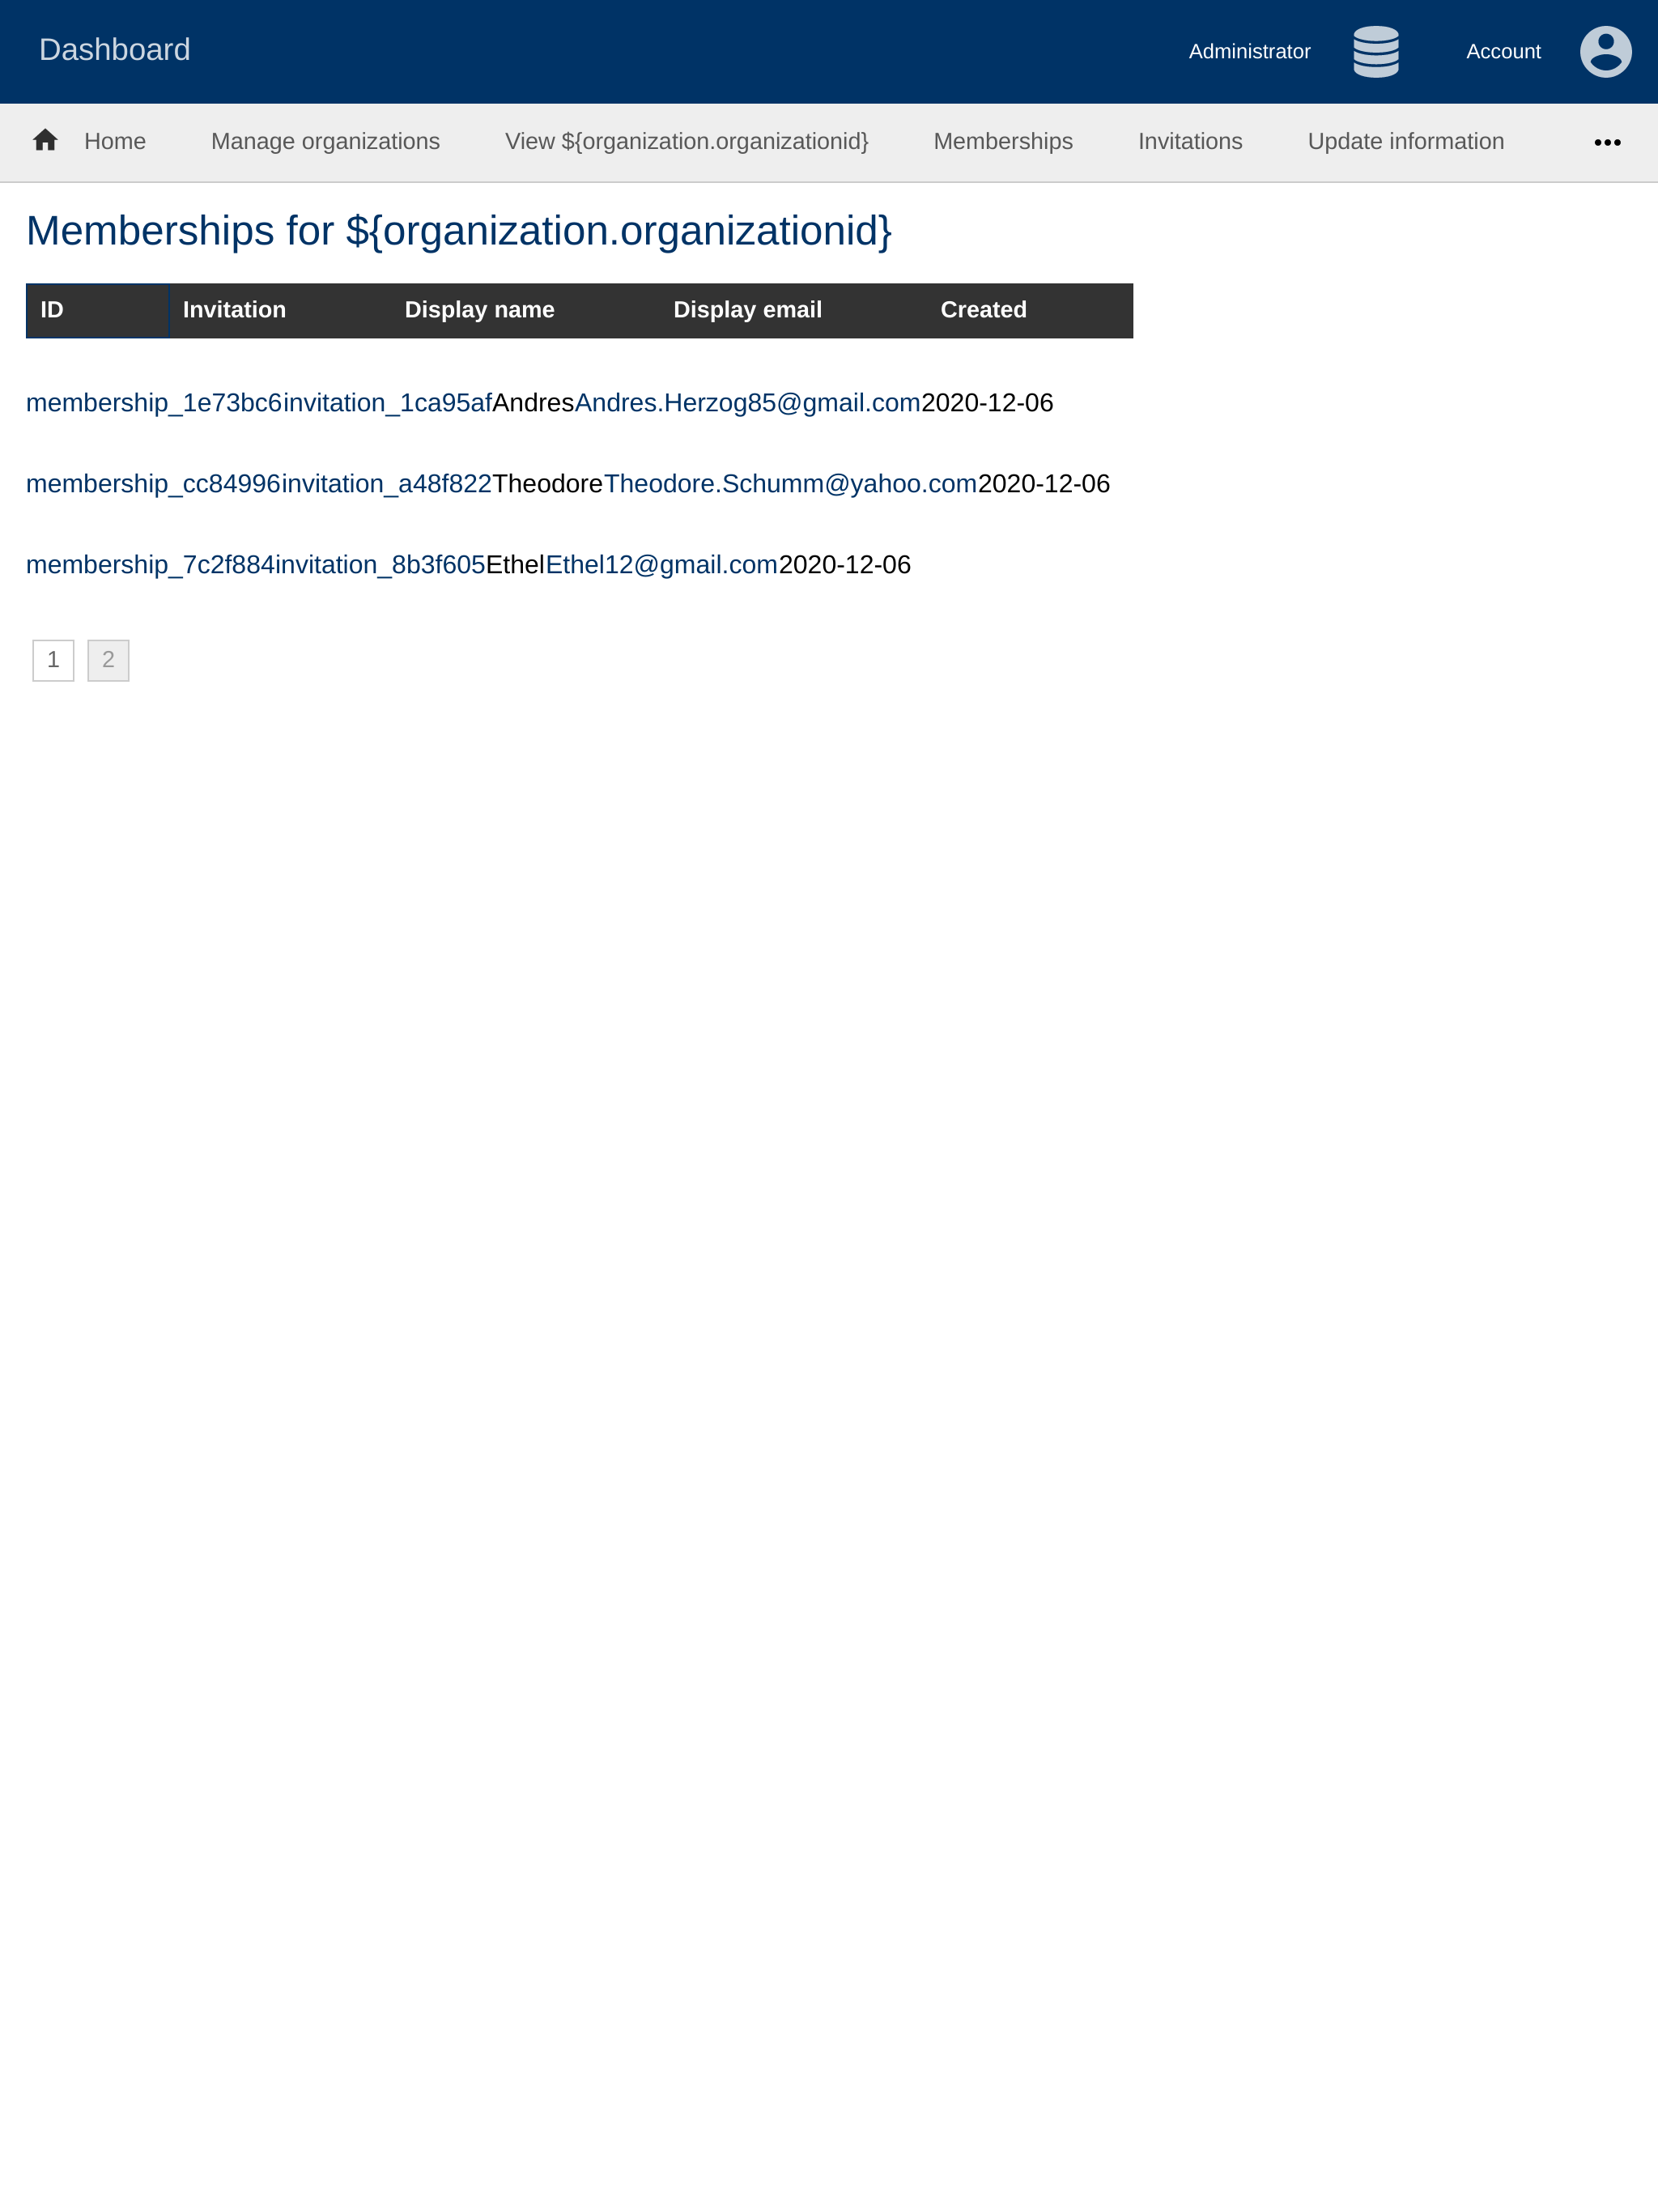 Dashboard Administrator Account
Home Manage organizations View ${organization.organizationid} Memberships Invitations Update information
Memberships for ${organization.organizationid}
ID Invitation Display name Display email Created
membership_1e73bc6invitation_1ca95afAndresAndres.Herzog85@gmail.com2020-12-06
membership_cc84996invitation_a48f822TheodoreTheodore.Schumm@yahoo.com2020-12-06
membership_7c2f884invitation_8b3f605EthelEthel12@gmail.com2020-12-06
1 2